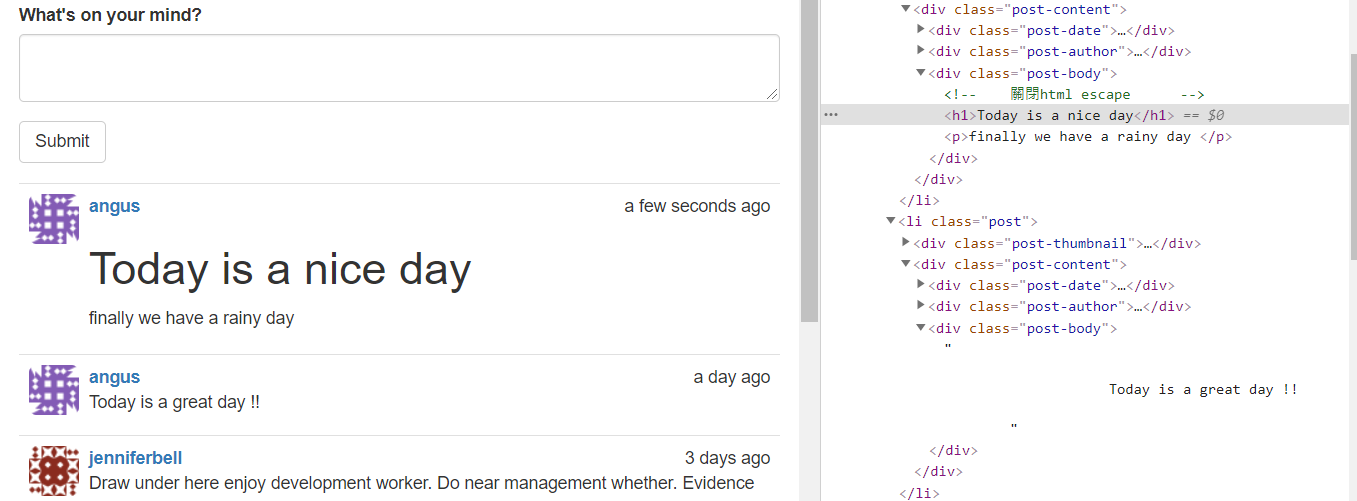 What's on your mind?
Submit
angus
a few seconds ago
Today is a nice day
finally we have a rainy day
angus
a day ago
Today is a great day !!
jenniferbell
3 days ago
Draw under here enjoy development worker. Do near management whether. Evidence
▼<div class="post-content">
▶<div class="post-date">…</div>
▶<div class="post-author">…</div>
▼<div class="post-body">
<!-- 關閉html escape -->
••• <h1>Today is a nice day</h1> == $0
<p>finally we have a rainy day </p>
</div>
</div>
</li>
▼<li class="post">
▶<div class="post-thumbnail">…</div>
▼<div class="post-content">
▶<div class="post-date">…</div>
▶<div class="post-author">…</div>
▼<div class="post-body">
"
Today is a great day !!
"
</div>
</div>
</li>